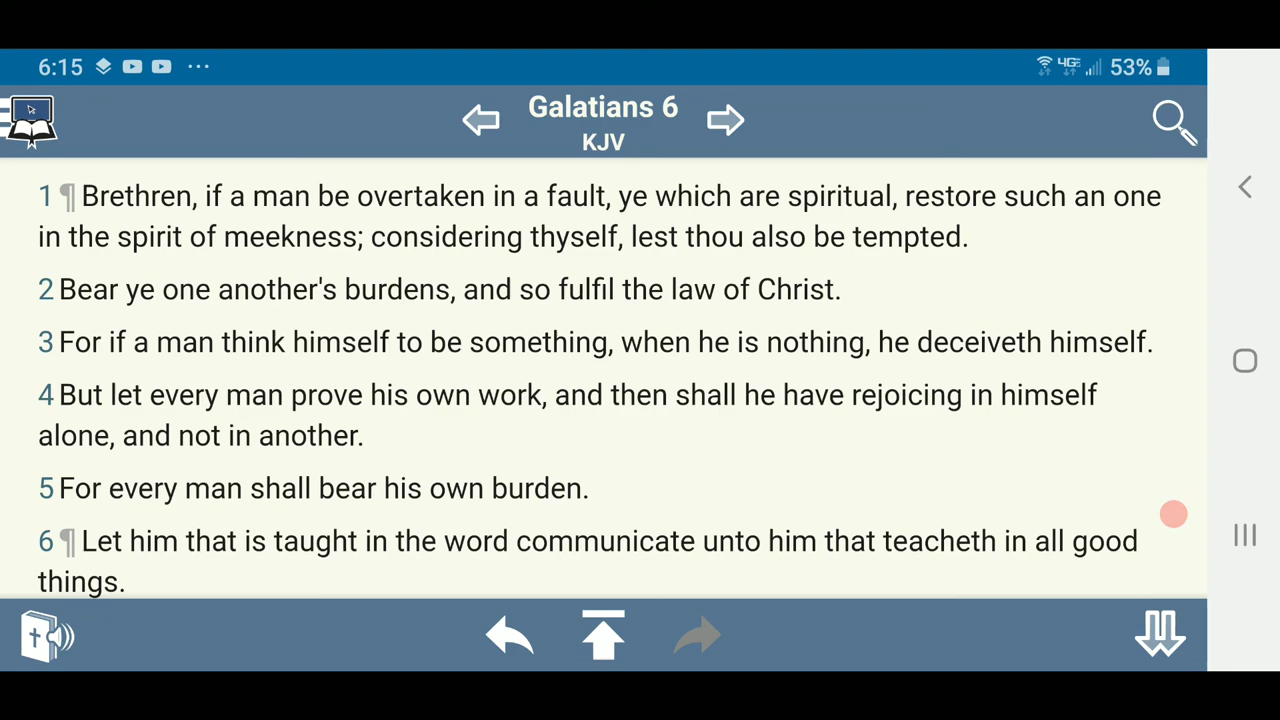 6:15 ... 4GE 53%
Galatians 6
KJV
1 ¶ Brethren, if a man be overtaken in a fault, ye which are spiritual, restore such an one
in the spirit of meekness; considering thyself, lest thou also be tempted.
2 Bear ye one another's burdens, and so fulfil the law of Christ.
3 For if a man think himself to be something, when he is nothing, he deceiveth himself.
4 But let every man prove his own work, and then shall he have rejoicing in himself
alone, and not in another.
5 For every man shall bear his own burden.
6 ¶ Let him that is taught in the word communicate unto him that teacheth in all good
things.